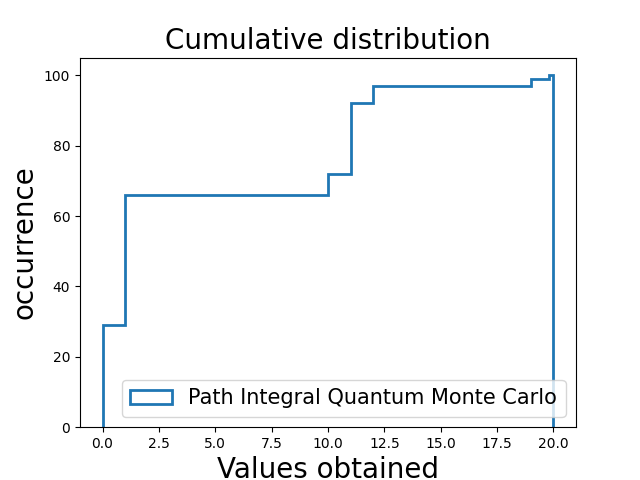 Cumulative distribution
occurrence
100
80
60
40
20
0
Path Integral Quantum Monte Carlo
0.0 2.5 5.0 7.5 10.0 12.5 15.0 17.5 20.0
Values obtained